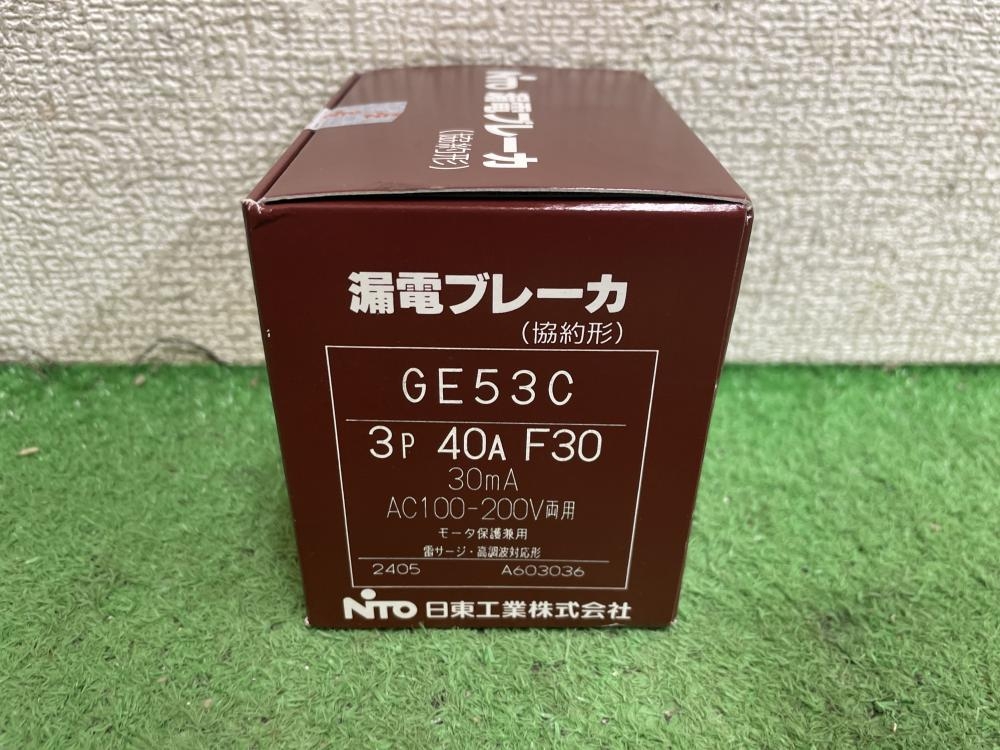 Nito 漏電ブレーカ
(協約形)
漏電ブレーカ
(協約形)
GE53C
3P 40A F30
30mA
AC100-200V両用
モータ保護兼用
雷サージ・高調波対応形
2405 A603036
NITO 日東工業株式会社